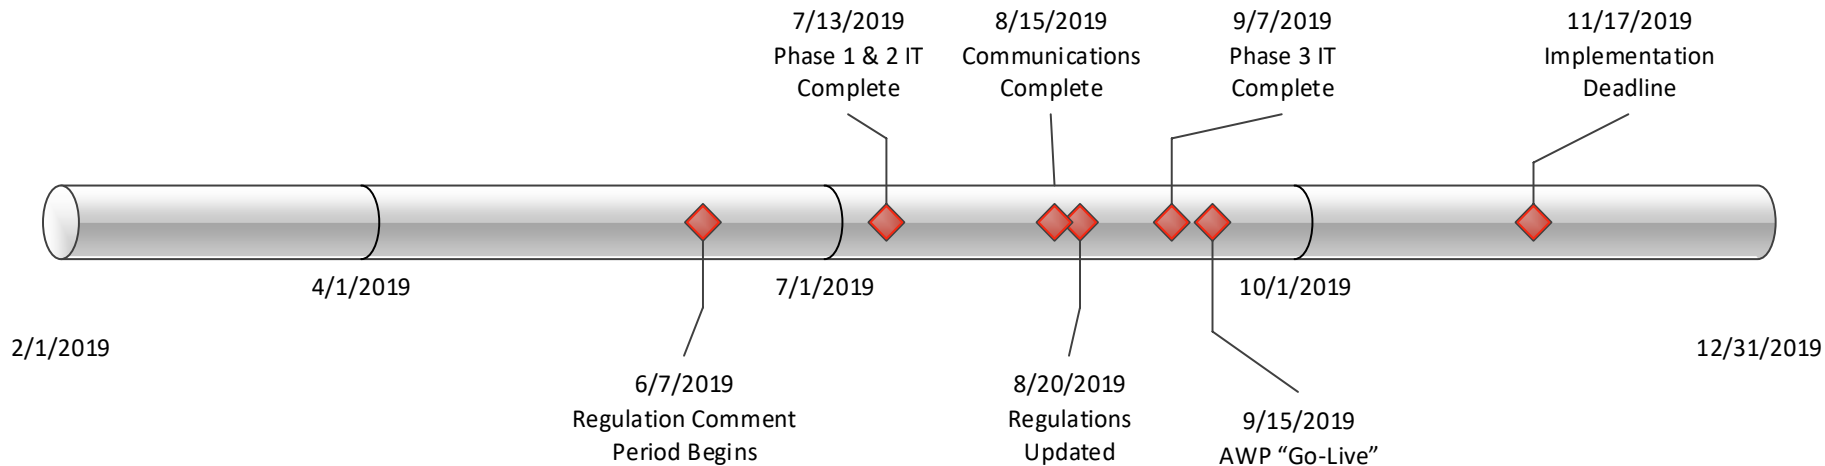 7/13/2019
Phase 1 & 2 IT
Complete
8/15/2019
Communications
Complete
9/7/2019
Phase 3 IT
Complete
11/17/2019
Implementation
Deadline
4/1/2019
7/1/2019
10/1/2019
2/1/2019
12/31/2019
6/7/2019
Regulation Comment
Period Begins
8/20/2019
Regulations
Updated
9/15/2019
AWP “Go-Live”